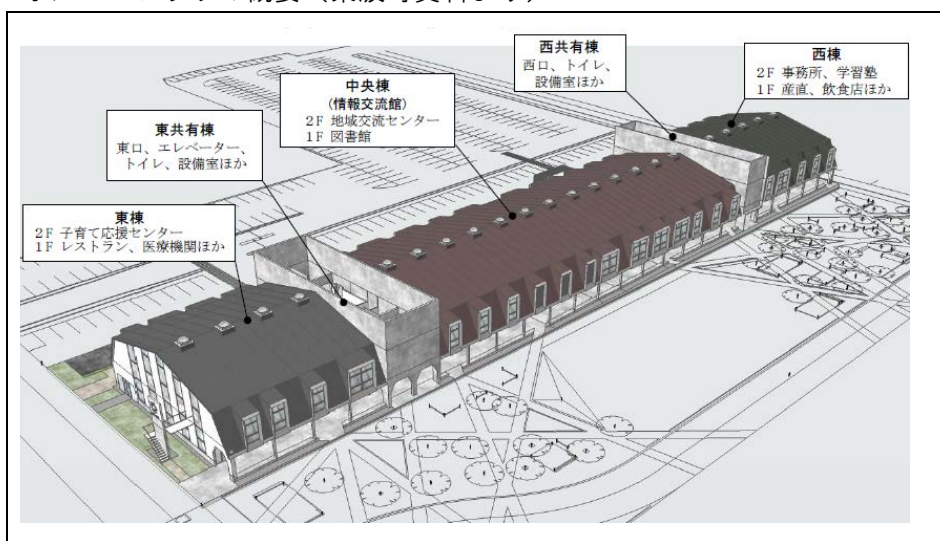 西共有棟
西口、トイレ、
設備室ほか
西棟
2F 事務所、学習塾
1F 産直、飲食店ほか
中央棟
(情報交流館)
2F 地域交流センター
1F 図書館
東共有棟
東口、エレベーター、
トイレ、設備室ほか
東棟
2F 子育て応援センター
1F レストラン、医療機関ほか